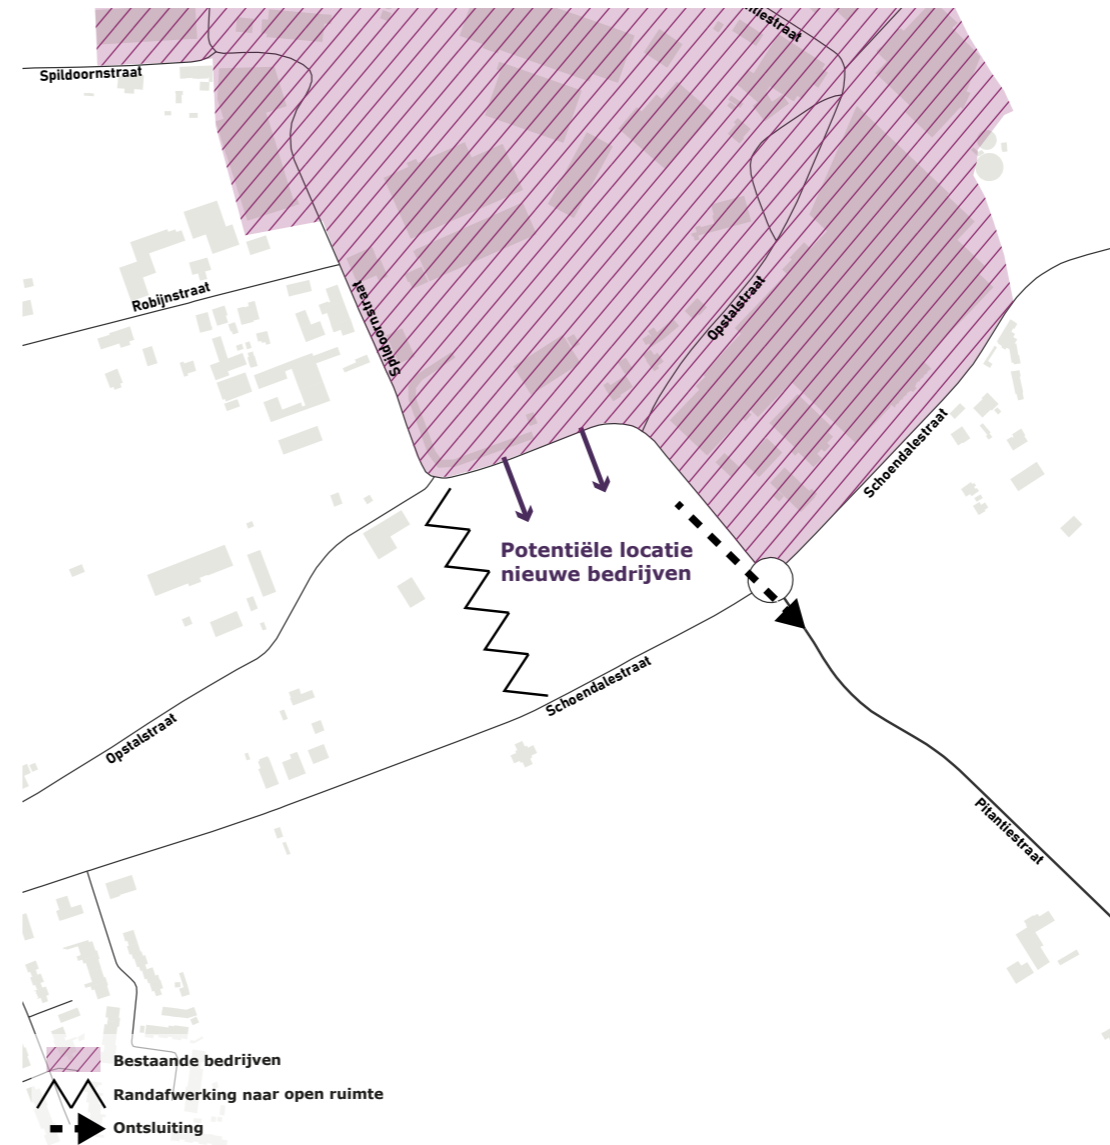 Spildoornstraat
Robijnstraat
Spildoornstraat
Opstalstraat
Schoendalestraat
Potentiële locatie
nieuwe bedrijven
Schoendalestraat
Opstalstraat
Pitantiestraat
Bestaande bedrijven
Randafwerking naar open ruimte
Ontsluiting